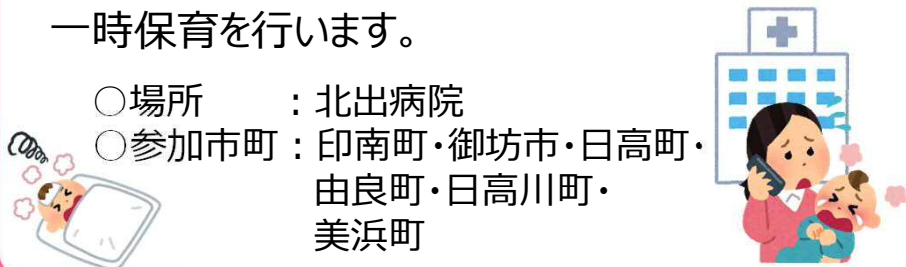 一時保育を行います。
○場所　　：北出病院
○参加市町：印南町・御坊市・日高町・
由良町・日高川町・
美浜町